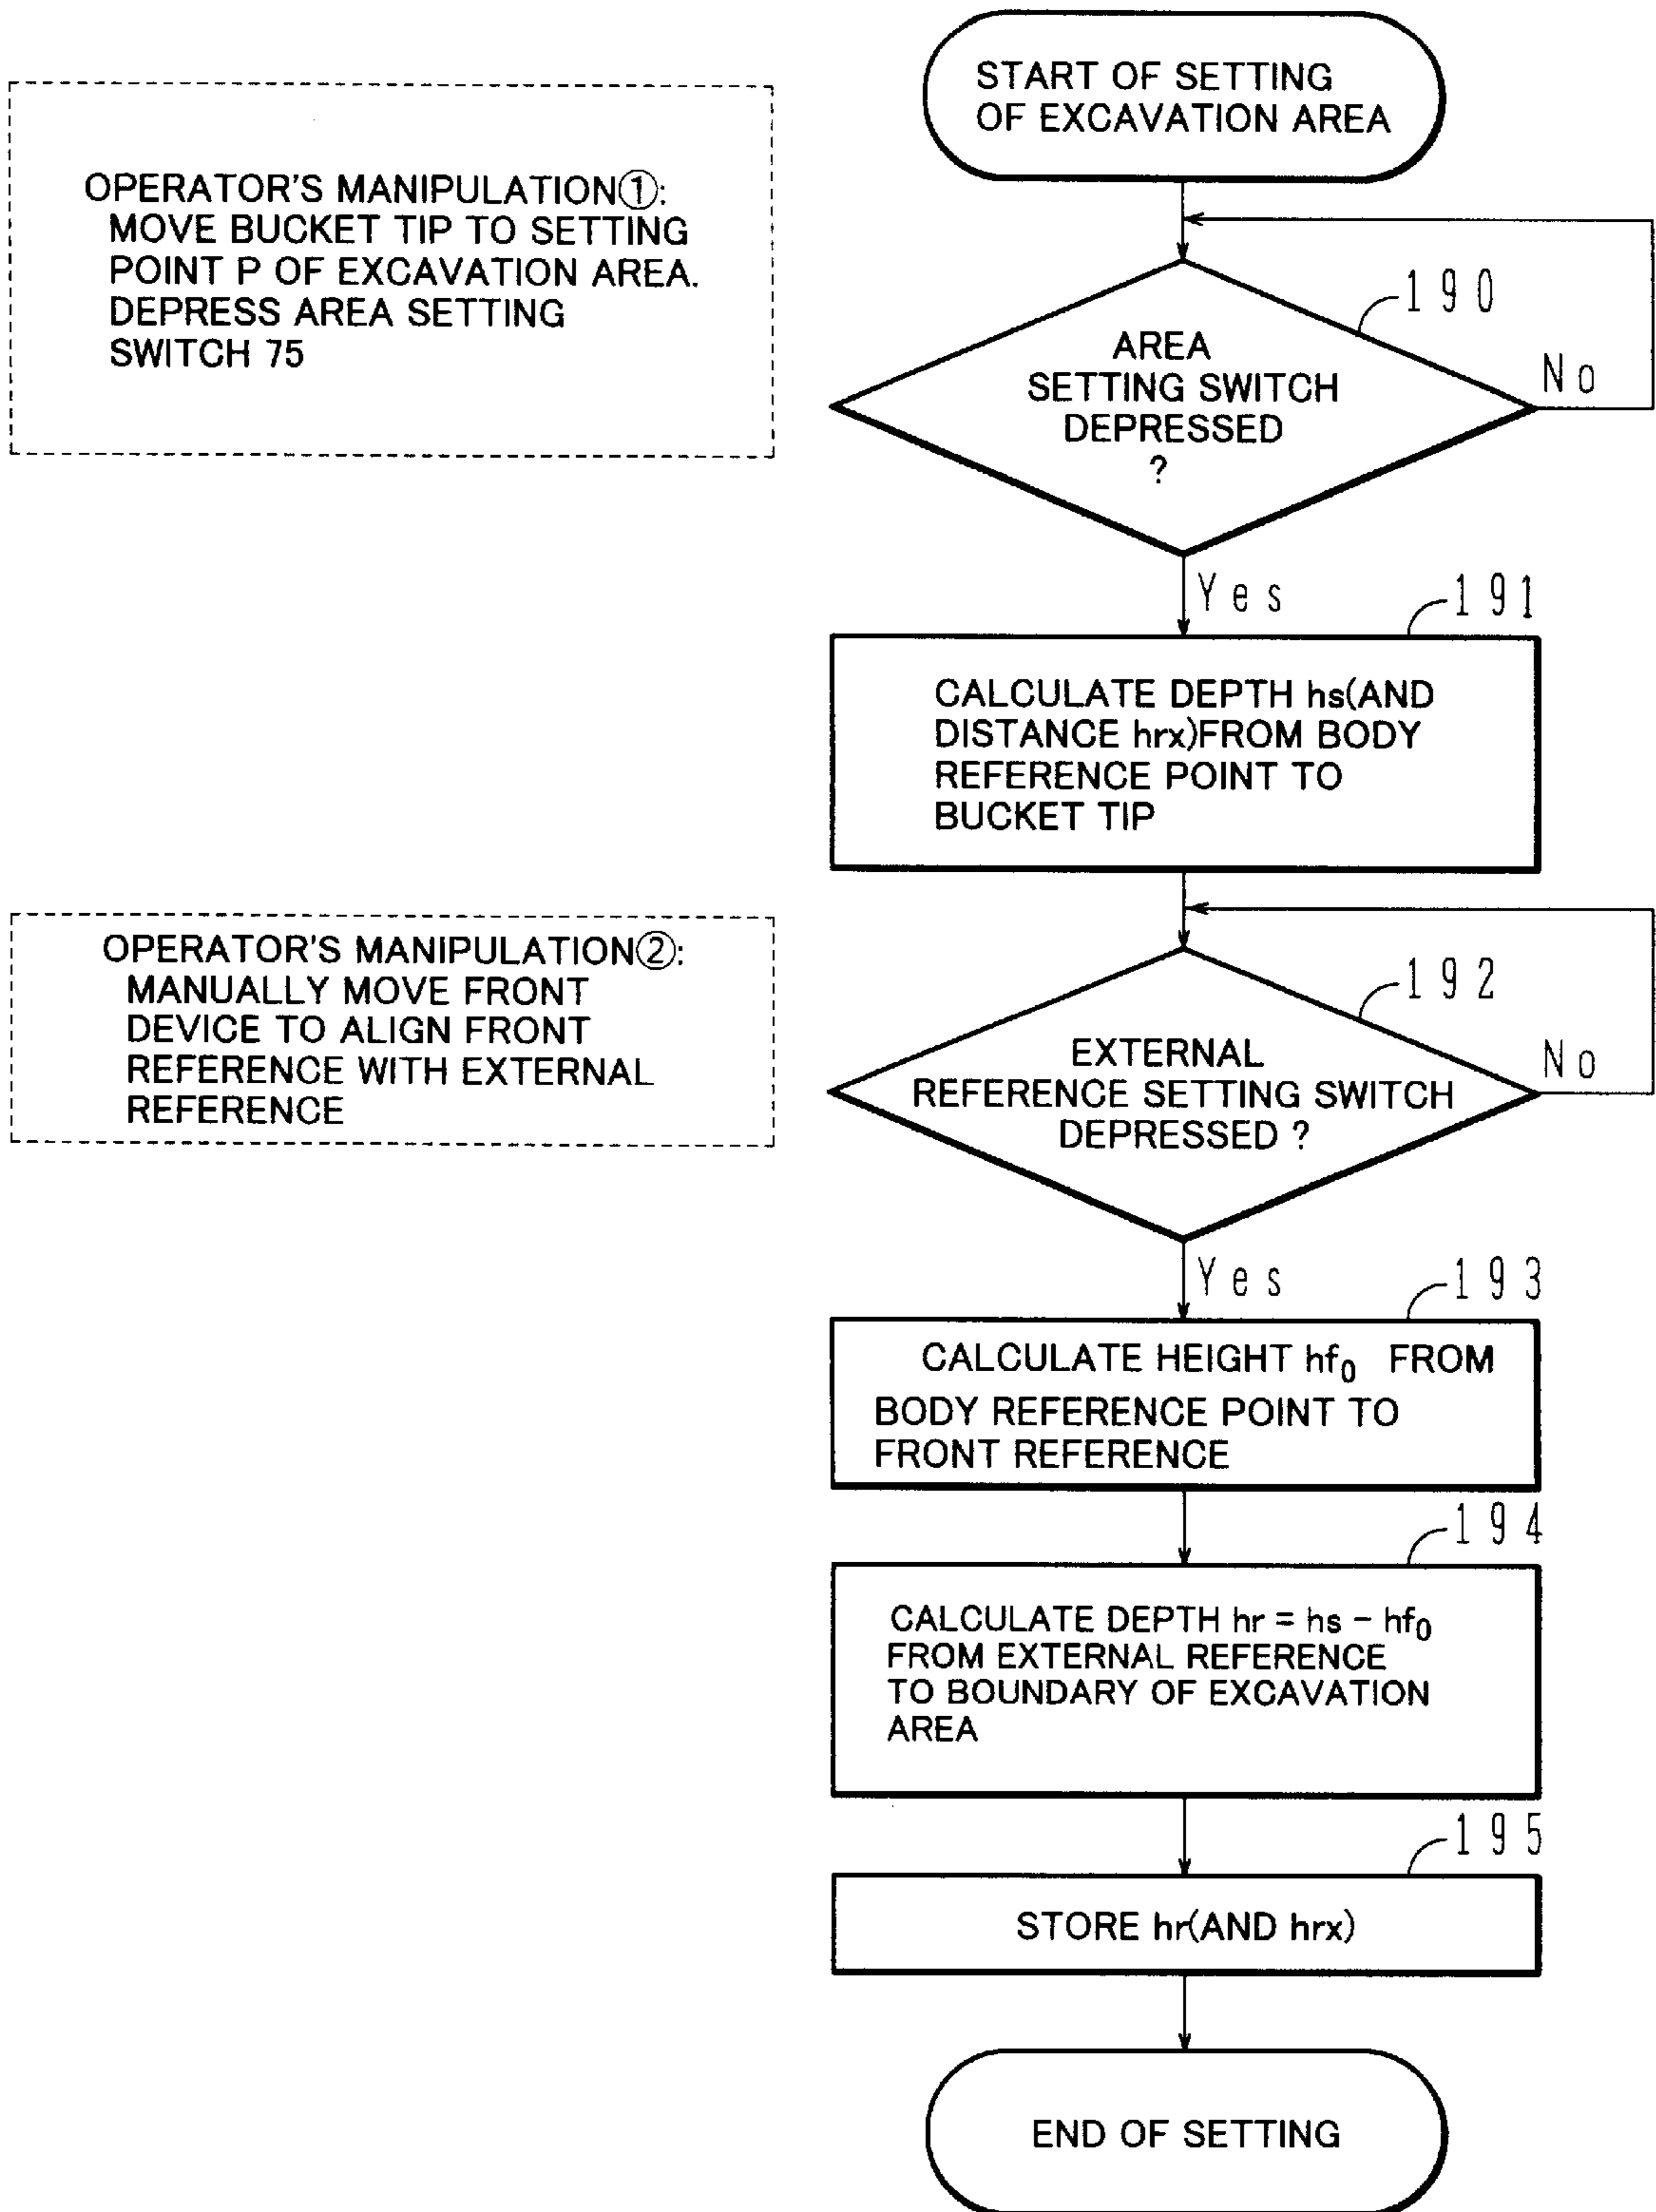 START OF SETTING
OF EXCAVATION AREA
OPERATOR'S MANIPULATION①:
MOVE BUCKET TIP TO SETTING
POINT P OF EXCAVATION AREA.
DEPRESS AREA SETTING
SWITCH 75
190
AREA
SETTING SWITCH
DEPRESSED
?
No
Yes
191
CALCULATE DEPTH hs(AND
DISTANCE hrx)FROM BODY
REFERENCE POINT TO
BUCKET TIP
OPERATOR'S MANIPULATION②:
MANUALLY MOVE FRONT
DEVICE TO ALIGN FRONT
REFERENCE WITH EXTERNAL
REFERENCE
192
EXTERNAL
REFERENCE SETTING SWITCH
DEPRESSED ?
No
Yes
193
CALCULATE HEIGHT hf₀ FROM
BODY REFERENCE POINT TO
FRONT REFERENCE
194
CALCULATE DEPTH hr = hs − hf₀
FROM EXTERNAL REFERENCE
TO BOUNDARY OF EXCAVATION
AREA
195
STORE hr(AND hrx)
END OF SETTING